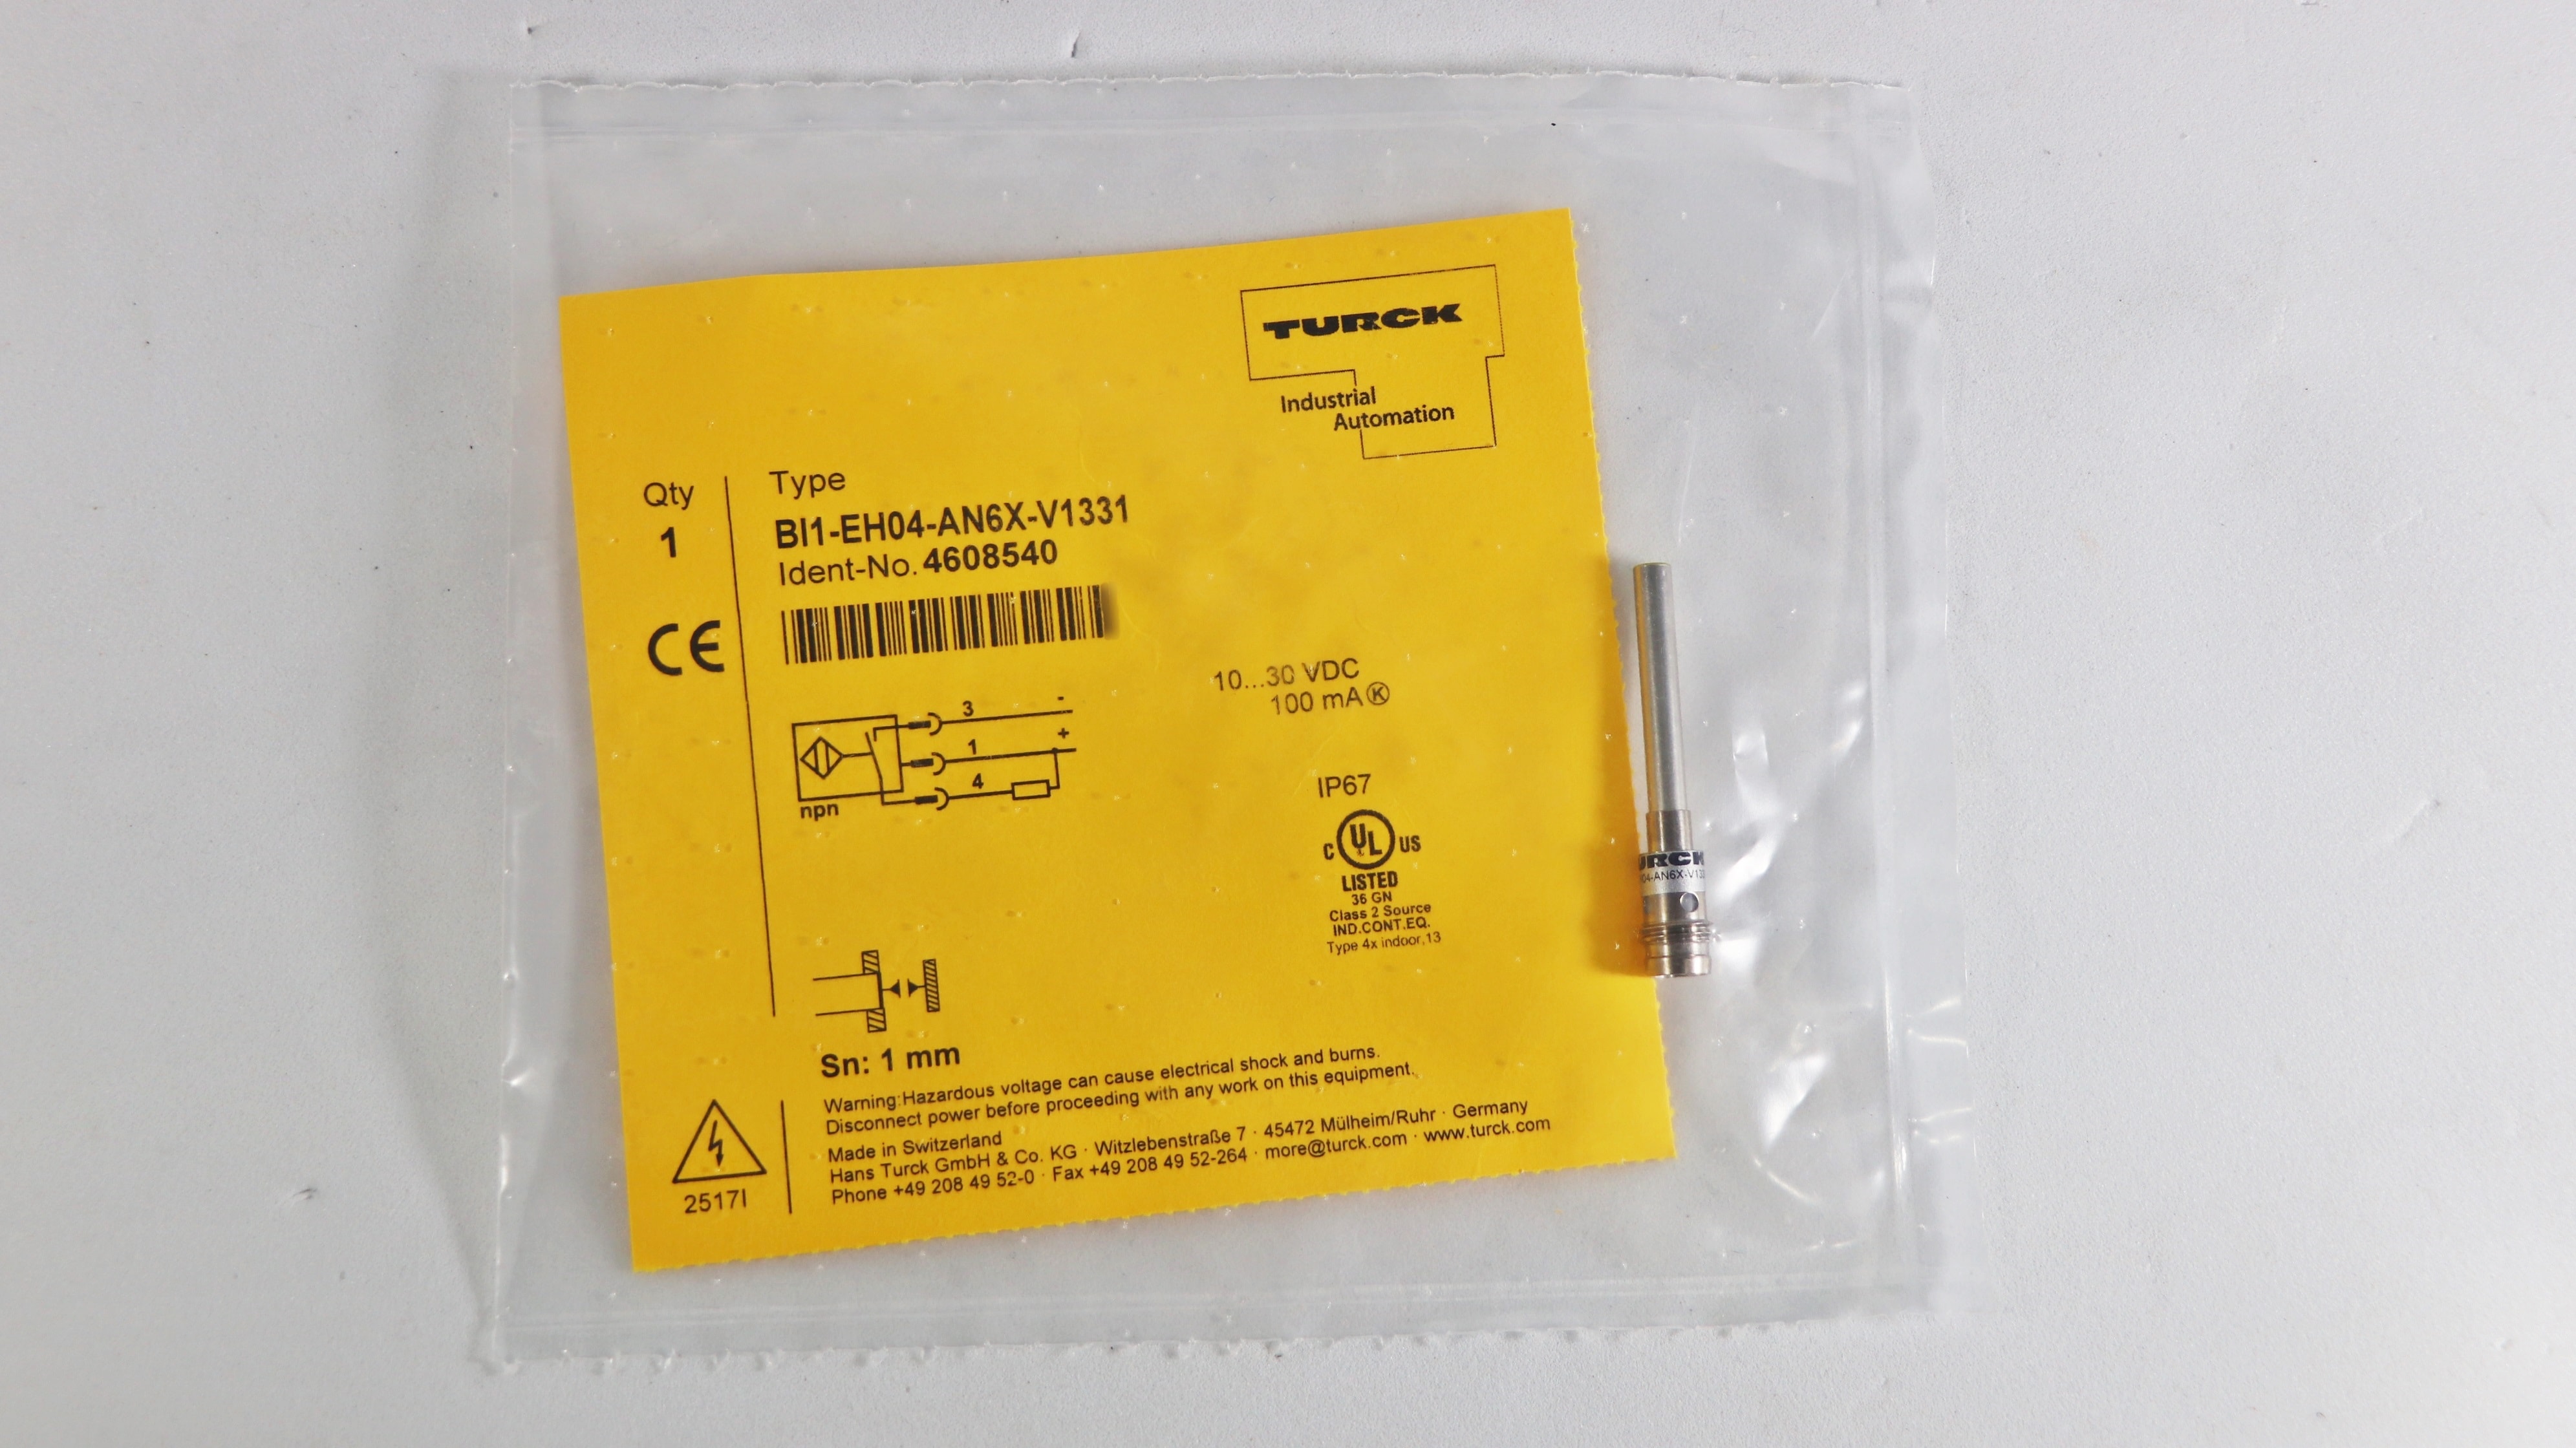 TURCK
Industrial
Automation
Qty
1
Type
BI1-EH04-AN6X-V1331
Ident-No. 4608540
CE
10...30 VDC
100 mA Ⓚ
3 -
1 +
4
npn
IP67
C UL US
LISTED
36 GN
Class 2 Source
IND.CONT.EQ.
Type 4x indoor,13
URCK
04-AN6X-V133
Sn: 1 mm
Warning:Hazardous voltage can cause electrical shock and burns.
Disconnect power before proceeding with any work on this equipment.
Made in Switzerland
Hans Turck GmbH & Co. KG · Witzlebenstraße 7 · 45472 Mülheim/Ruhr · Germany
Phone +49 208 49 52-0 · Fax +49 208 49 52-264 · more@turck.com · www.turck.com
2517I